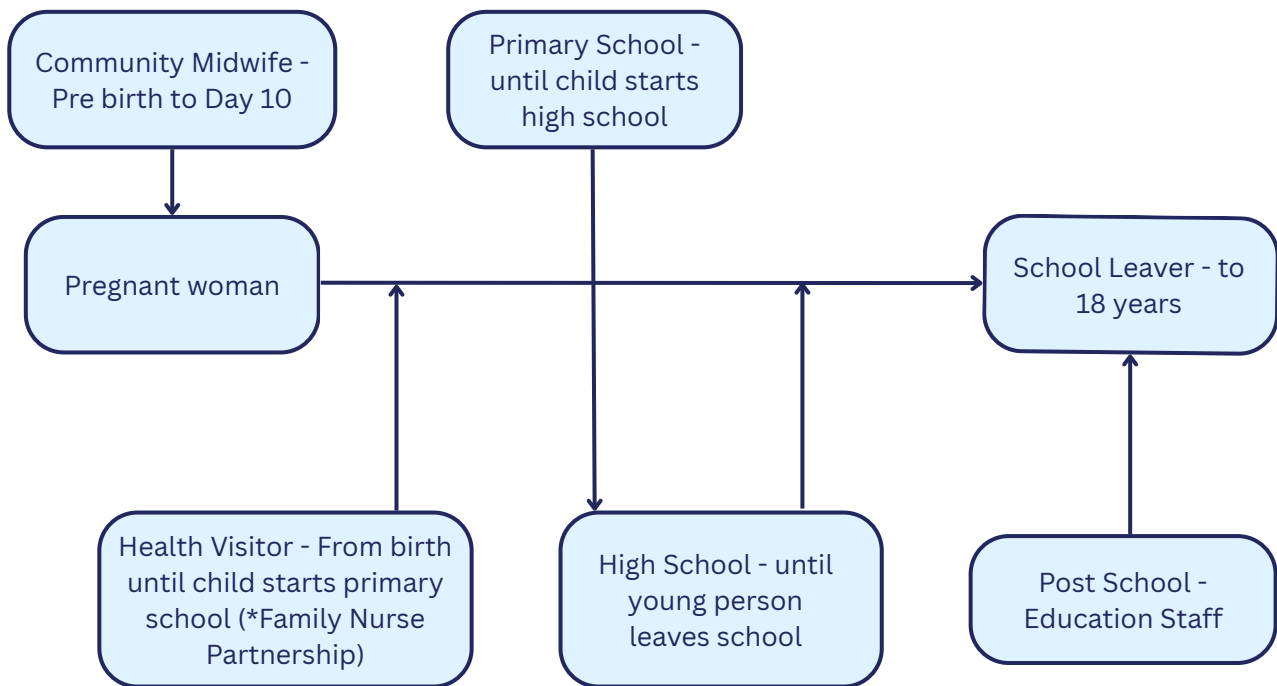 Community Midwife -
Pre birth to Day 10
Primary School -
until child starts
high school
Pregnant woman
School Leaver - to
18 years
Health Visitor - From birth
until child starts primary
school (*Family Nurse
Partnership)
High School - until
young person
leaves school
Post School -
Education Staff